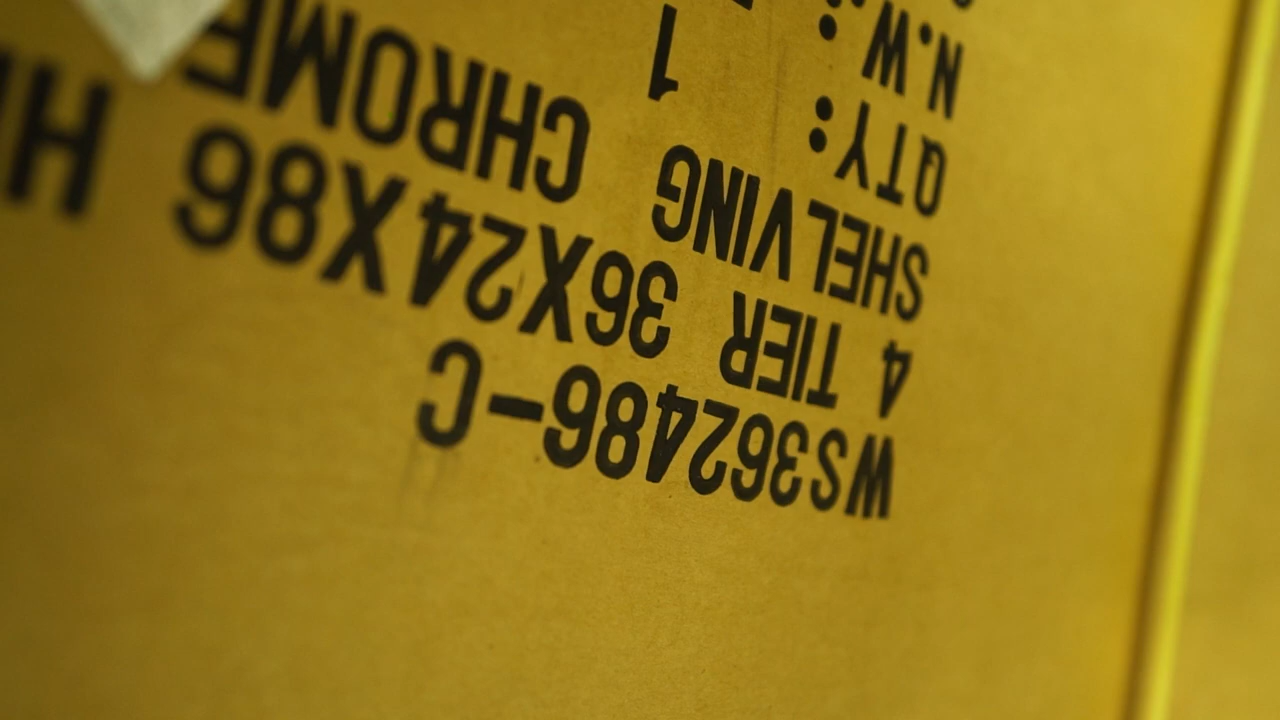 WS362486-C
4 TIER 36X24X86 H
SHELVING CHROME
QTY: 1
N.W.: